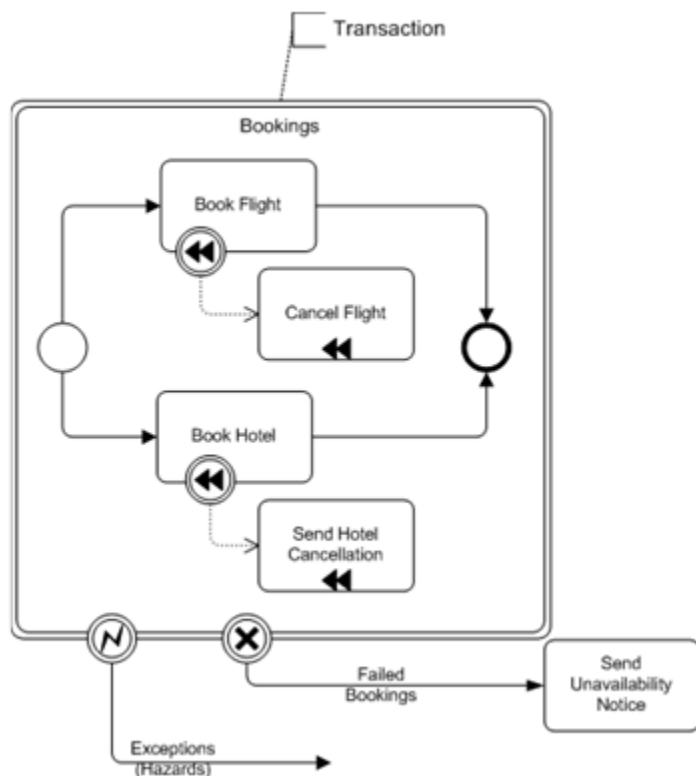 Transaction
Bookings
Book Flight
Cancel Flight
Book Hotel
Send Hotel
Cancellation
Failed
Bookings
Send
Unavailability
Notice
Exceptions
(Hazards)